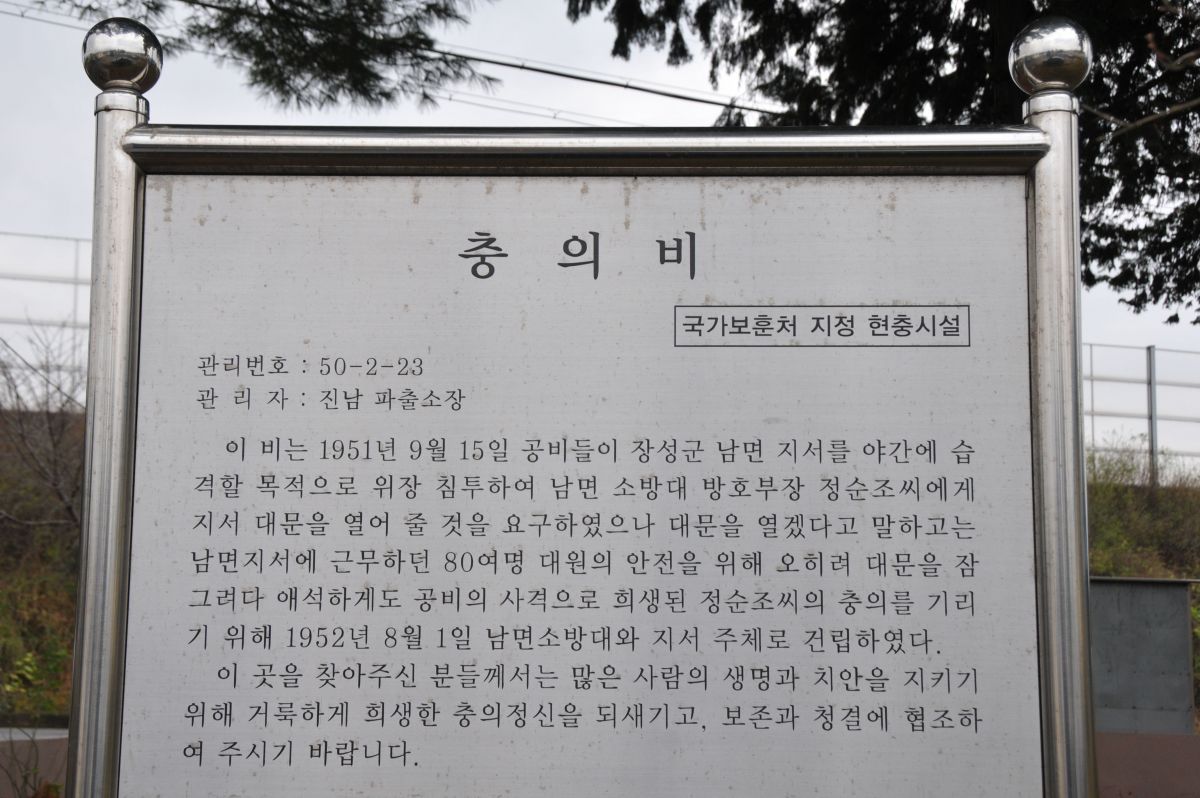 충 의 비
국가보훈처 지정 현충시설
관리번호 : 50-2-23
관 리 자 : 진남 파출소장
이 비는 1951년 9월 15일 공비들이 장성군 남면 지서를 야간에 습
격할 목적으로 위장 침투하여 남면 소방대 방호부장 정순조씨에게
지서 대문을 열어 줄 것을 요구하였으나 대문을 열겠다고 말하고는
남면지서에 근무하던 80여명 대원의 안전을 위해 오히려 대문을 잠
그려다 애석하게도 공비의 사격으로 희생된 정순조씨의 충의를 기리
기 위해 1952년 8월 1일 남면소방대와 지서 주체로 건립하였다.
이 곳을 찾아주신 분들께서는 많은 사람의 생명과 치안을 지키기
위해 거룩하게 희생한 충의정신을 되새기고, 보존과 청결에 협조하
여 주시기 바랍니다.